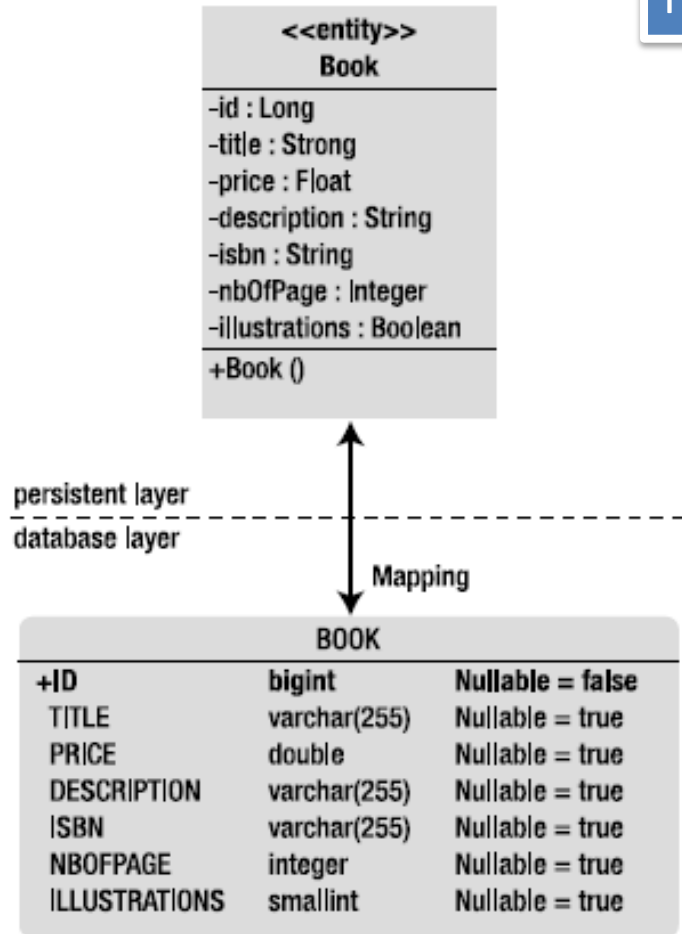 <<entity>>
Book
-id : Long
-title : Strong
-price : Float
-description : String
-isbn : String
-nbOfPage : Integer
-illustrations : Boolean
+Book ()
persistent layer
database layer
Mapping
BOOK
+ID bigint Nullable = false
TITLE varchar(255) Nullable = true
PRICE double Nullable = true
DESCRIPTION varchar(255) Nullable = true
ISBN varchar(255) Nullable = true
NBOFPAGE integer Nullable = true
ILLUSTRATIONS smallint Nullable = true